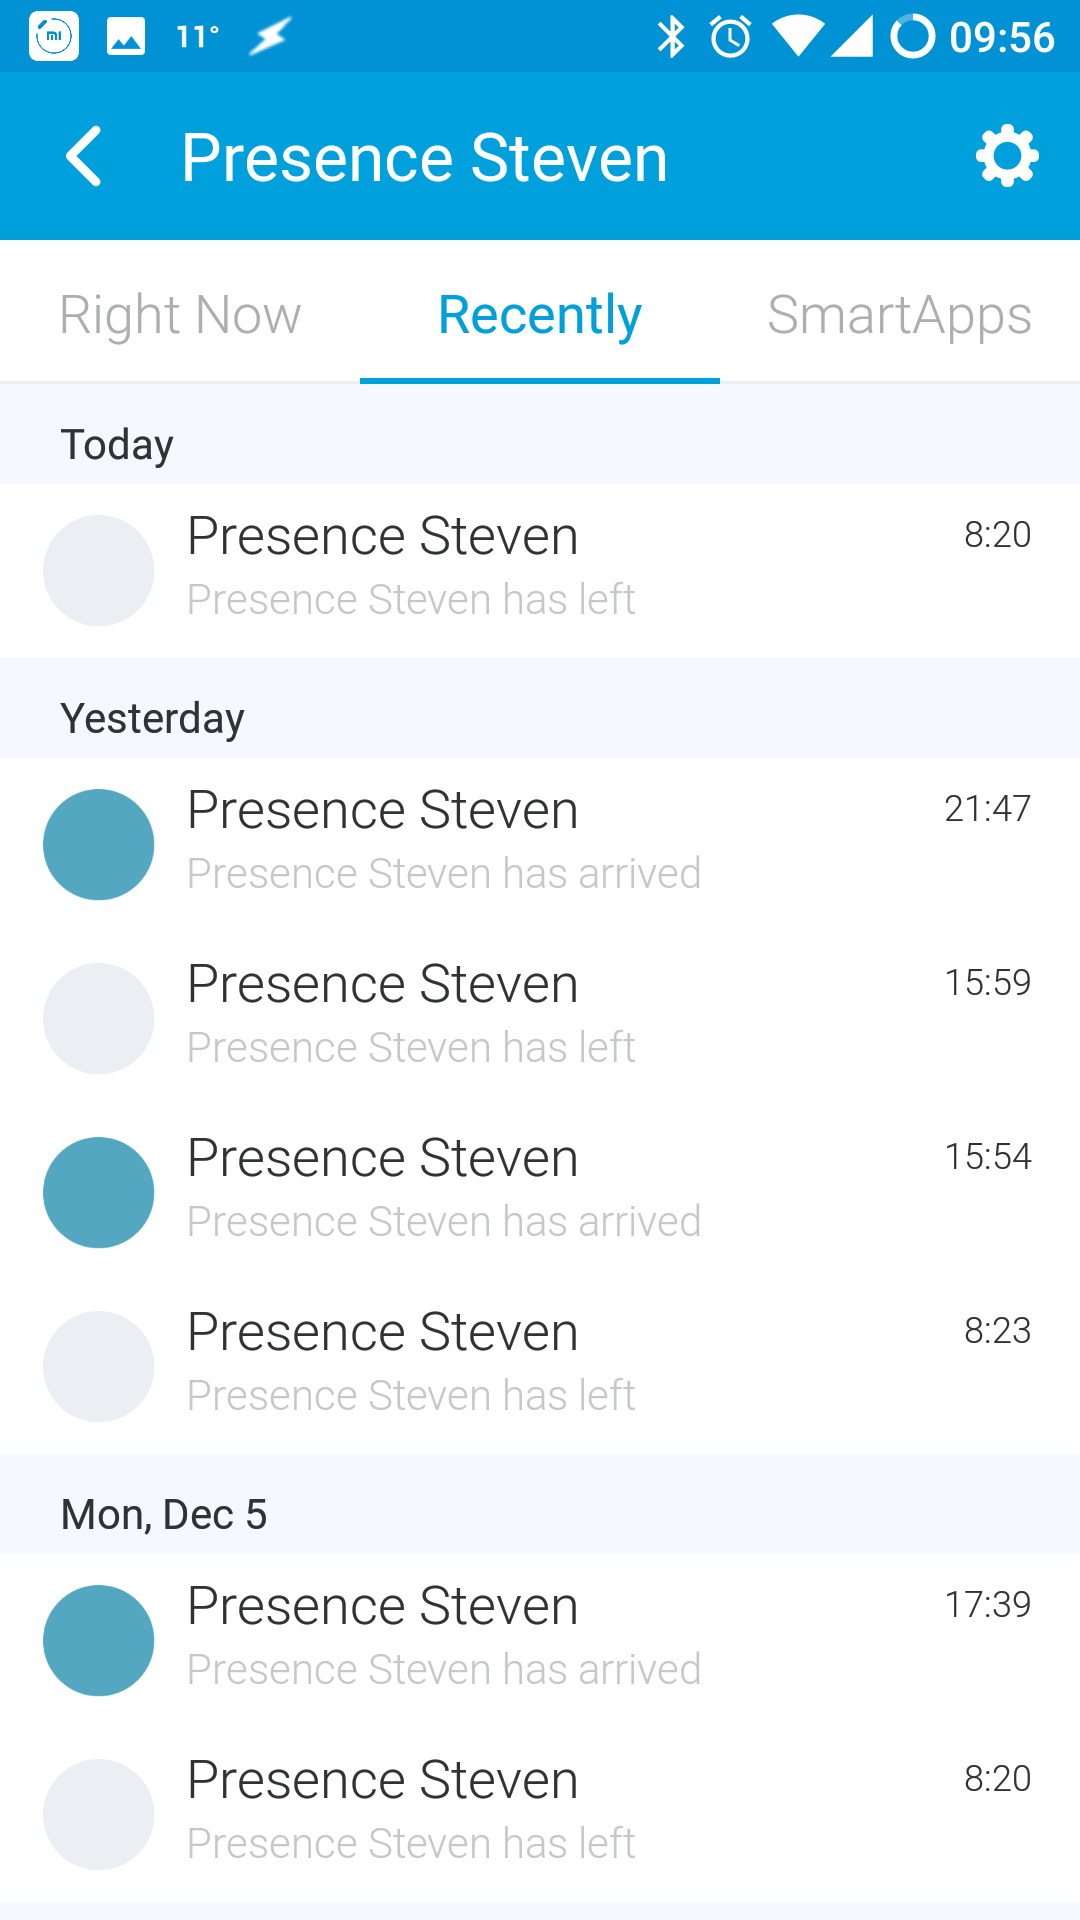 11°
09:56
Presence Steven
Right Now
Recently
SmartApps
Today
Presence Steven
8:20
Presence Steven has left
Yesterday
Presence Steven
21:47
Presence Steven has arrived
Presence Steven
15:59
Presence Steven has left
Presence Steven
15:54
Presence Steven has arrived
Presence Steven
8:23
Presence Steven has left
Mon, Dec 5
Presence Steven
17:39
Presence Steven has arrived
Presence Steven
8:20
Presence Steven has left